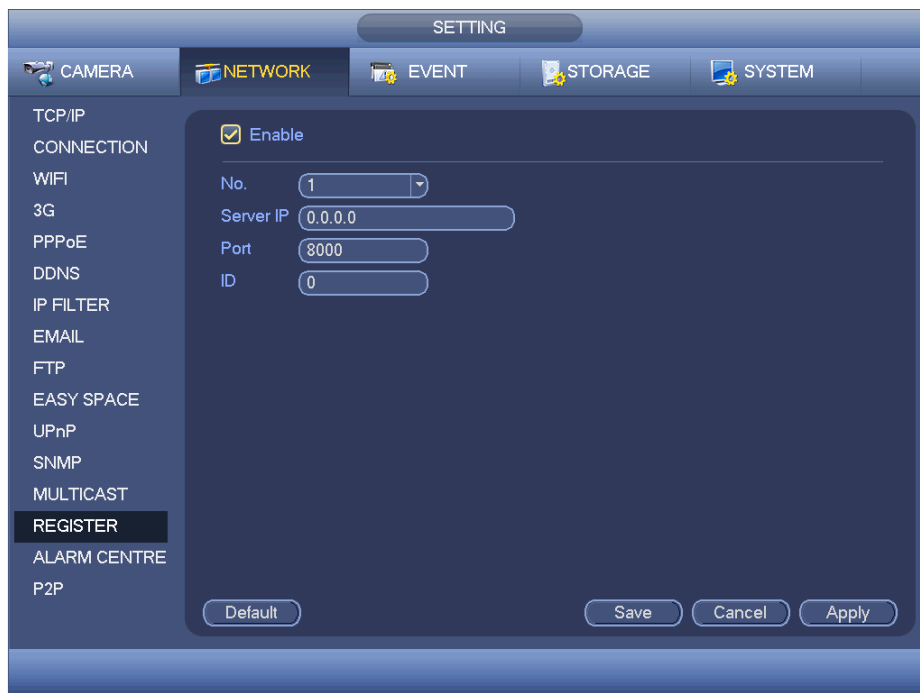 SETTING
CAMERA NETWORK EVENT STORAGE SYSTEM
TCP/IP
CONNECTION
WIFI
3G
PPPoE
DDNS
IP FILTER
EMAIL
FTP
EASY SPACE
UPnP
SNMP
MULTICAST
REGISTER
ALARM CENTRE
P2P
Enable
No. 1
Server IP 0.0.0.0
Port 8000
ID 0
Default Save Cancel Apply